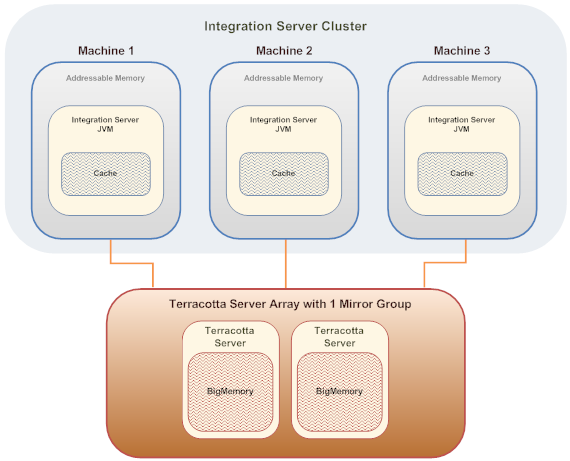 Integration Server Cluster
Machine 1
Machine 2
Machine 3
Addressable Memory
Addressable Memory
Addressable Memory
Integration Server
JVM
Integration Server
JVM
Integration Server
JVM
Cache
Cache
Cache
Terracotta Server Array with 1 Mirror Group
Terracotta
Server
Terracotta
Server
BigMemory
BigMemory